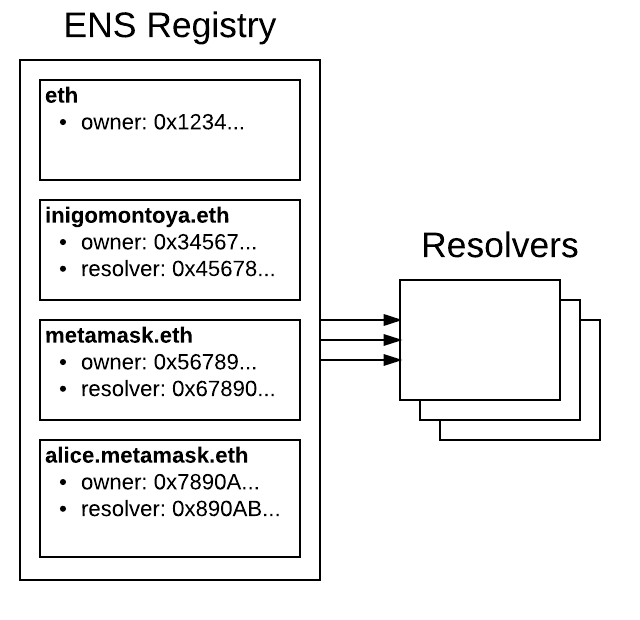 ENS Registry
eth
• owner: 0x1234...
inigomontoya.eth
• owner: 0x34567...
• resolver: 0x45678...
Resolvers
metamask.eth
• owner: 0x56789...
• resolver: 0x67890...
alice.metamask.eth
• owner: 0x7890A...
• resolver: 0x890AB...